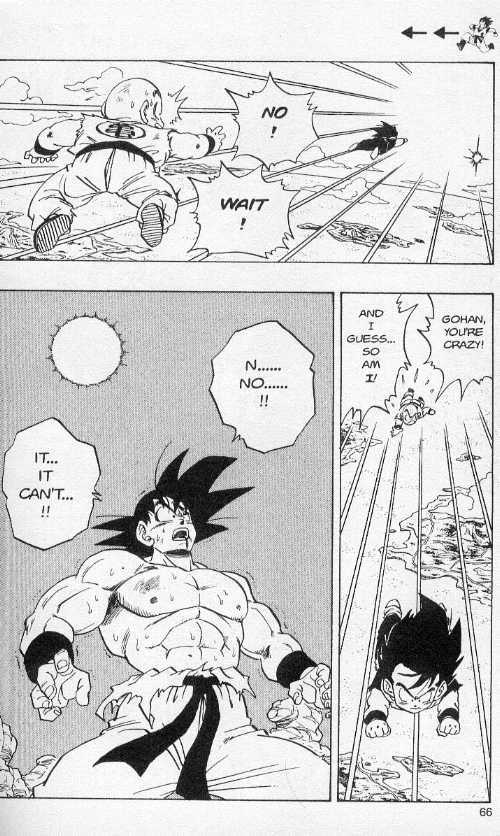 NO
!
WAIT
!
GOHAN,
YOU'RE
CRAZY!
AND
I
GUESS...
SO
AM
I!
N......
NO......
!!
IT...
IT
CAN'T...
!!
66